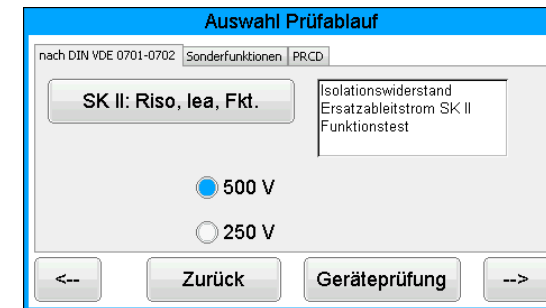 Auswahl Prüfablauf
nach DIN VDE 0701-0702 Sonderfunktionen PRCD
SK II: Riso, Iea, Fkt.
Isolationswiderstand
Ersatzableitstrom SK II
Funktionstest
500 V
250 V
<-- Zurück Geräteprüfung -->